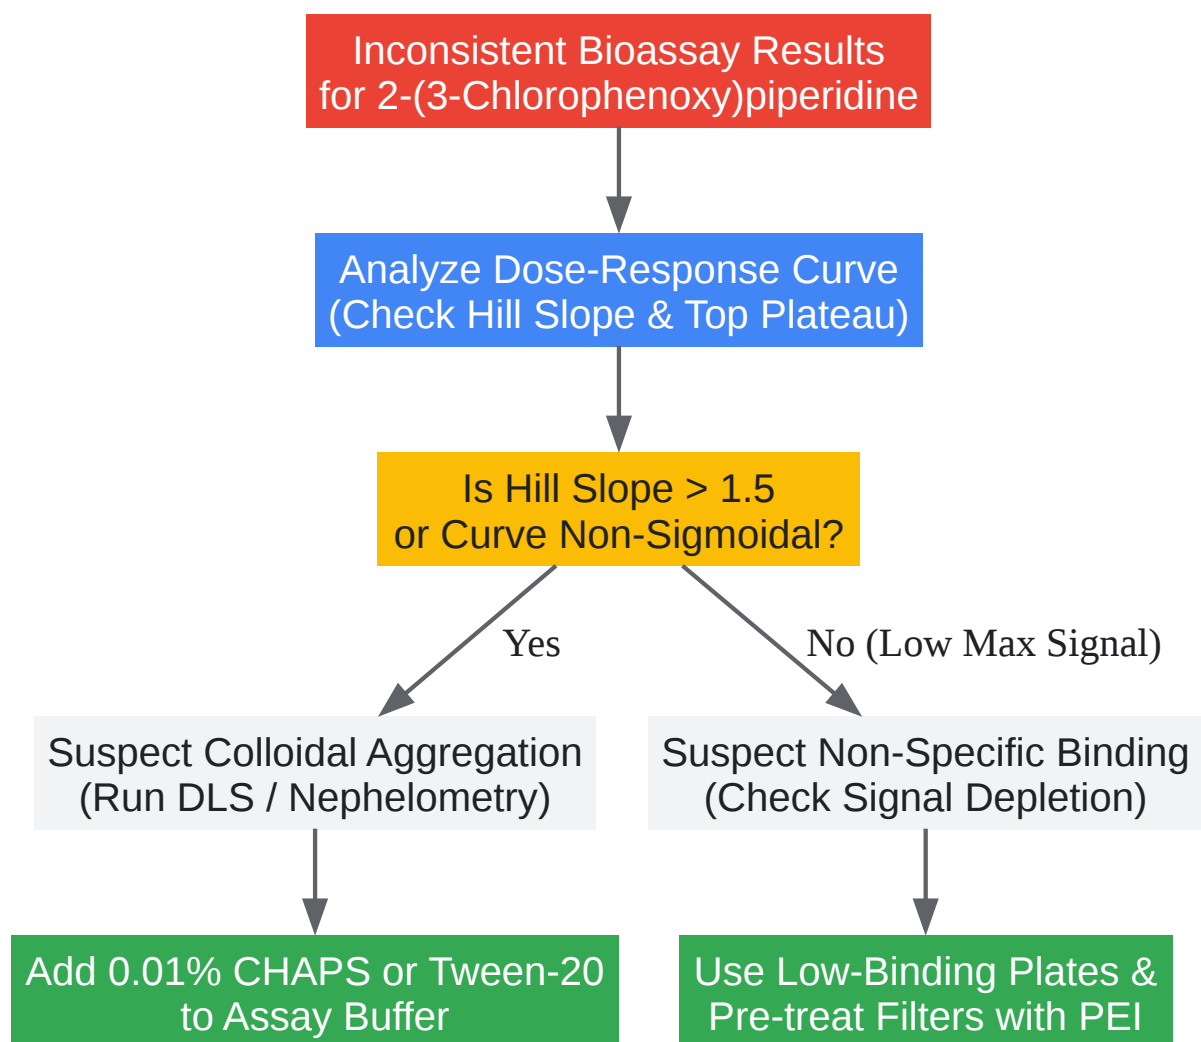 Inconsistent Bioassay Results
for 2-(3-Chlorophenoxy)piperidine
Analyze Dose-Response Curve
(Check Hill Slope & Top Plateau)
Is Hill Slope > 1.5
or Curve Non-Sigmoidal?
Yes
No (Low Max Signal)
Suspect Colloidal Aggregation
(Run DLS / Nephelometry)
Suspect Non-Specific Binding
(Check Signal Depletion)
Add 0.01% CHAPS or Tween-20
to Assay Buffer
Use Low-Binding Plates &
Pre-treat Filters with PEI